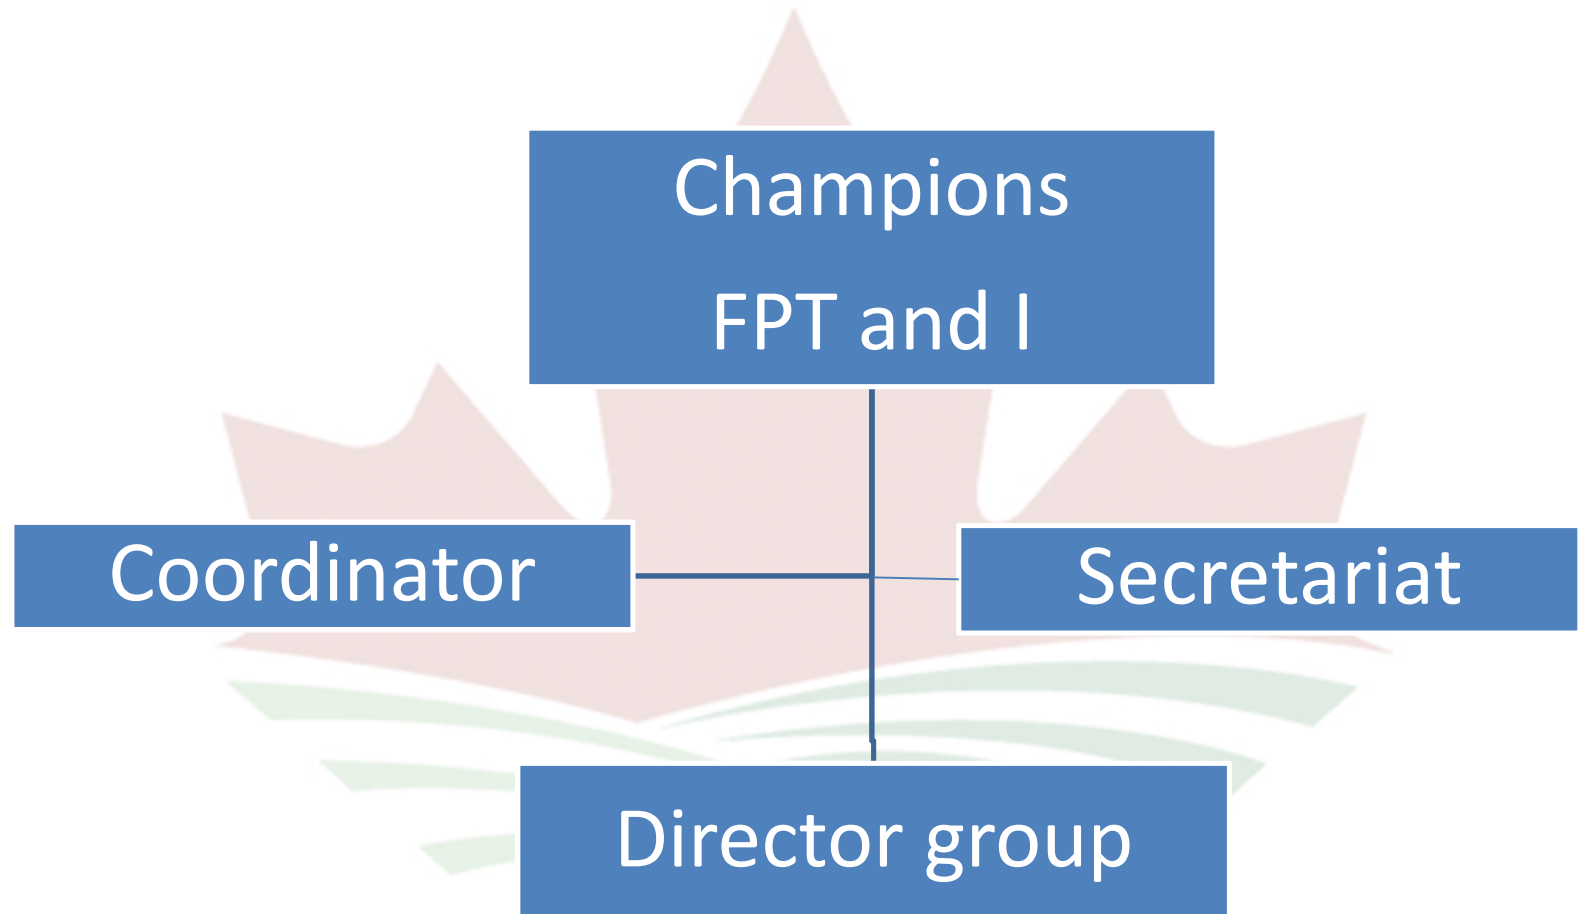 Champions
FPT and I
Coordinator
Secretariat
Director group